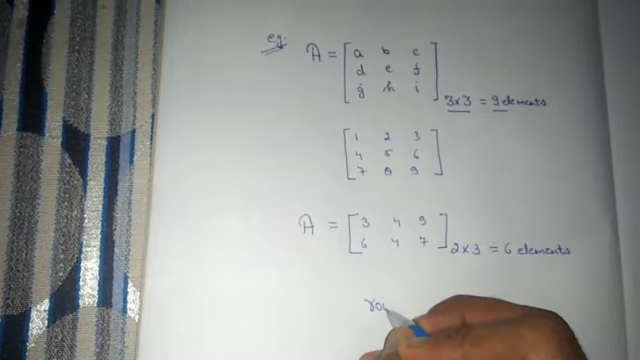 eg:
A = [ a b c
d e f
g h i ] 3x3 = 9 elements
[ 1 2 3
4 5 6
7 8 9 ]
A = [ 3 4 9
6 4 7 ] 2x3 = 6 elements